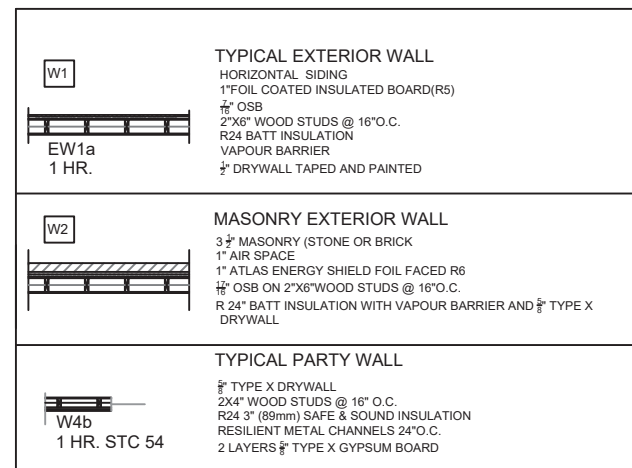 W1
EW1a
1 HR.
TYPICAL EXTERIOR WALL
HORIZONTAL SIDING
1"FOIL COATED INSULATED BOARD(R5)
7/16" OSB
2"X6" WOOD STUDS @ 16"O.C.
R24 BATT INSULATION
VAPOUR BARRIER
1/2" DRYWALL TAPED AND PAINTED
W2
MASONRY EXTERIOR WALL
3 1/2" MASONRY (STONE OR BRICK
1" AIR SPACE
1" ATLAS ENERGY SHIELD FOIL FACED R6
17/16" OSB ON 2"X6"WOOD STUDS @ 16"O.C.
R 24" BATT INSULATION WITH VAPOUR BARRIER AND 5/8" TYPE X
DRYWALL
W4b
1 HR. STC 54
TYPICAL PARTY WALL
5/8" TYPE X DRYWALL
2X4" WOOD STUDS @ 16" O.C.
R24 3" (89mm) SAFE & SOUND INSULATION
RESILIENT METAL CHANNELS 24"O.C.
2 LAYERS 5/8" TYPE X GYPSUM BOARD